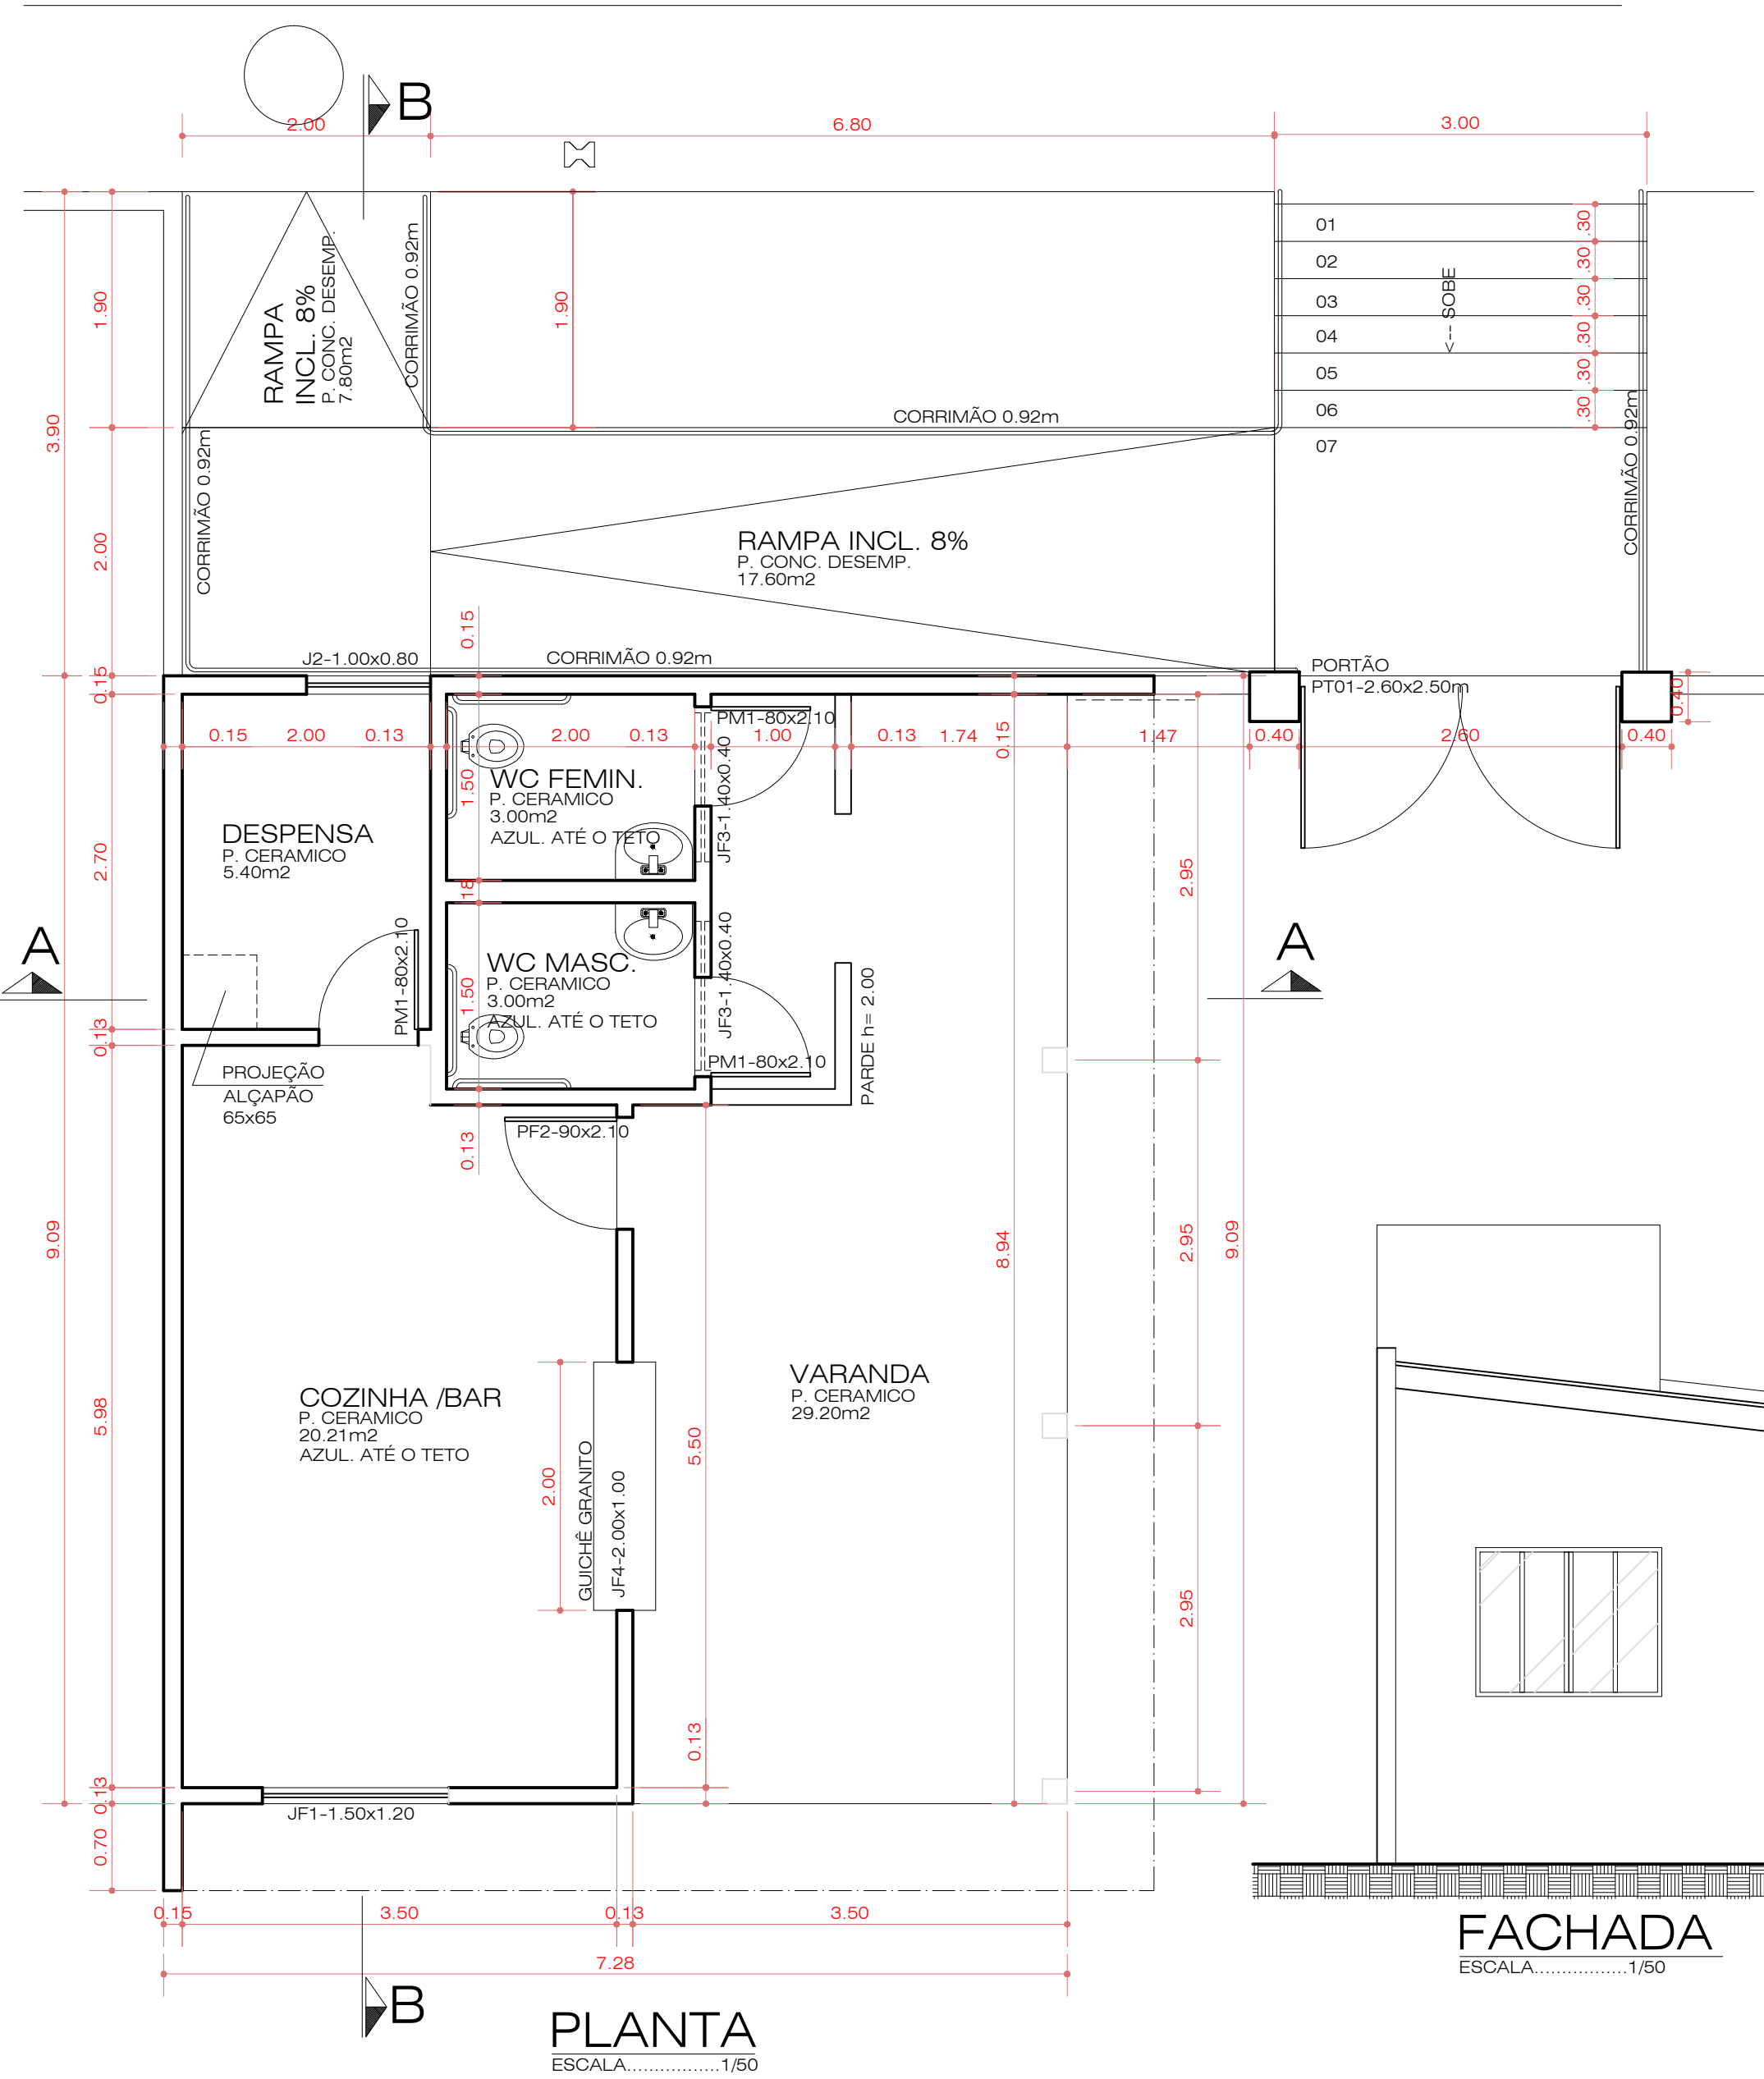 B
2.00
6.80
3.00
RAMPA
INCL. 8%
P. CONC. DESEMP.
7.80m2
CORRIMÃO 0.92m
1.90
1.90
3.90
2.00
CORRIMÃO 0.92m
CORRIMÃO 0.92m
01
02
03
04
05
06
07
<-- SOBE
.30
.30
.30
.30
.30
.30
CORRIMÃO 0.92m
RAMPA INCL. 8%
P. CONC. DESEMP.
17.60m2
0.15
J2-1.00x0.80
CORRIMÃO 0.92m
PORTÃO
PT01-2.60x2.50m
0.40
0.15
0.15
2.00
0.13
2.00
0.13
1.00
0.13
1.74
0.15
1.47
0.40
2.60
0.40
PM1-80x2.10
1.50
WC FEMIN.
P. CERAMICO
3.00m2
AZUL. ATÉ O TETO
JF3-1.40x0.40
DESPENSA
P. CERAMICO
5.40m2
2.70
18
2.95
A
A
WC MASC.
P. CERAMICO
3.00m2
AZUL. ATÉ O TETO
1.50
JF3-1.40x0.40
PM1-80x2.10
PM1-80x2.10
PARDE h= 2.00
0.13
PROJEÇÃO
ALÇAPÃO
65x65
PF2-90x2.10
0.13
9.09
8.94
2.95
9.09
COZINHA /BAR
P. CERAMICO
20.21m2
AZUL. ATÉ O TETO
5.98
2.00
GUICHÊ GRANITO
JF4-2.00x1.00
5.50
VARANDA
P. CERAMICO
29.20m2
2.95
0.13
0.13
JF1-1.50x1.20
0.70
0.15
3.50
0.13
3.50
7.28
B
PLANTA
ESCALA.................1/50
FACHADA
ESCALA.................1/50